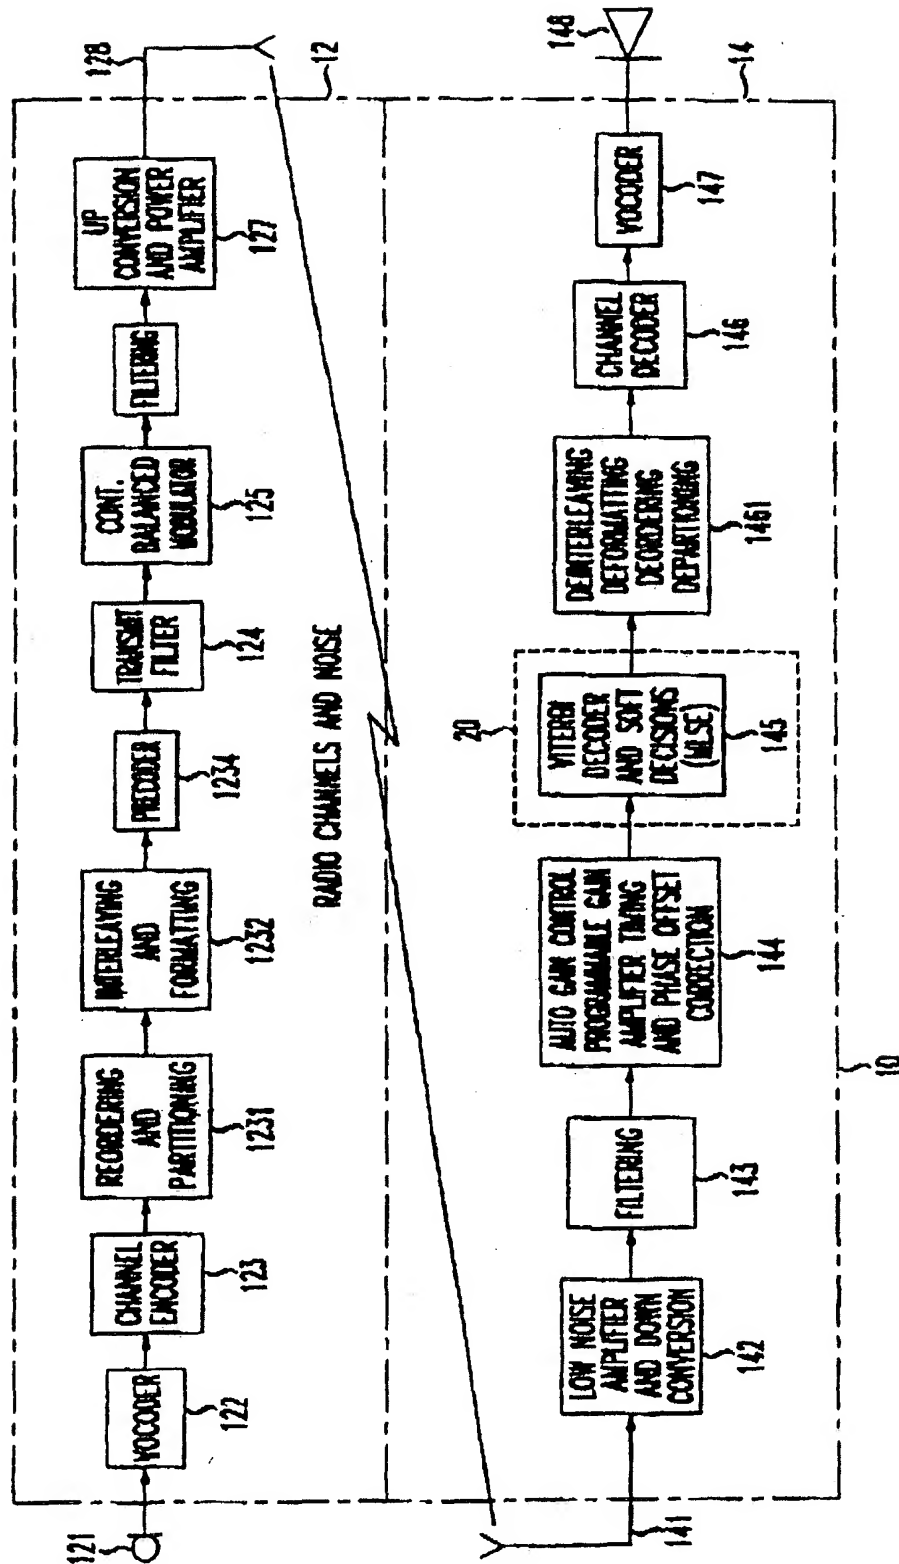 121
VOCODER
122
CHANNEL
ENCODER
123
REORDERING
AND
PARTITIONING
1231
INTERLEAVING
AND
FORMATTING
1232
PRECODER
1234
TRANSMIT
FILTER
124
CONT.
BALANCED
MODULATOR
125
FILTERING
UP
CONVERSION
AND POWER
AMPLIFIER
127
128
12
RADIO CHANNELS AND NOISE
141
LOW NOISE
AMPLIFIER
AND DOWN
CONVERSION
142
FILTERING
143
AUTO GAIN CONTROL
PROGRAMMABLE GAIN
AMPLIFIER TIMING
AND PHASE OFFSET
CORRECTION
144
20
VITERBI
DECODER
AND SOFT
DECISIONS
(MLSE)
145
DEINTERLEAVING
DEFORMATTING
DEORDERING
DEPARTIONING
1461
CHANNEL
DECODER
146
VOCODER
147
148
14
10